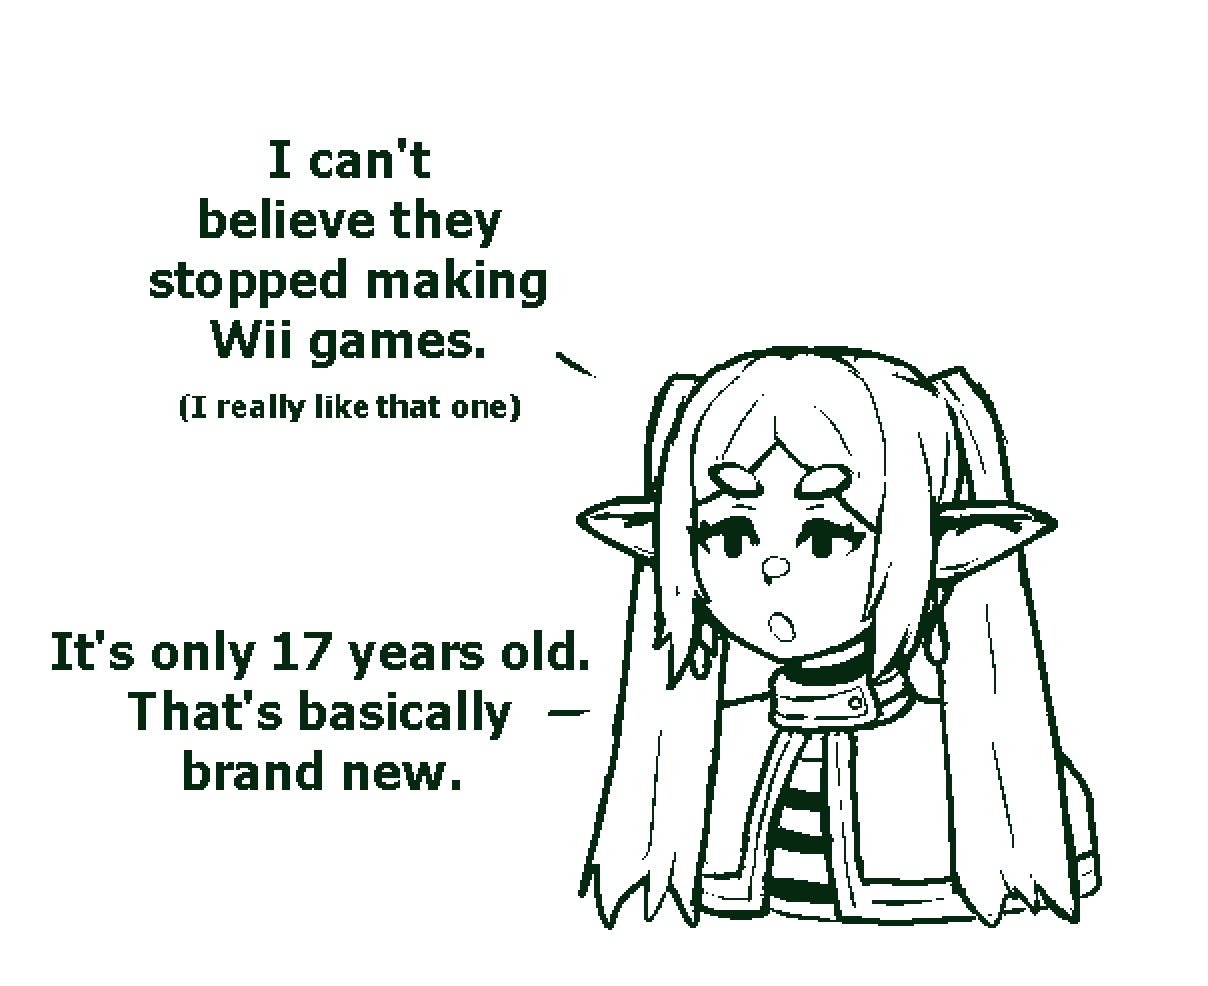 I can't
believe they
stopped making
Wii games.
(I really like that one)
It's only 17 years old.
That's basically
brand new.